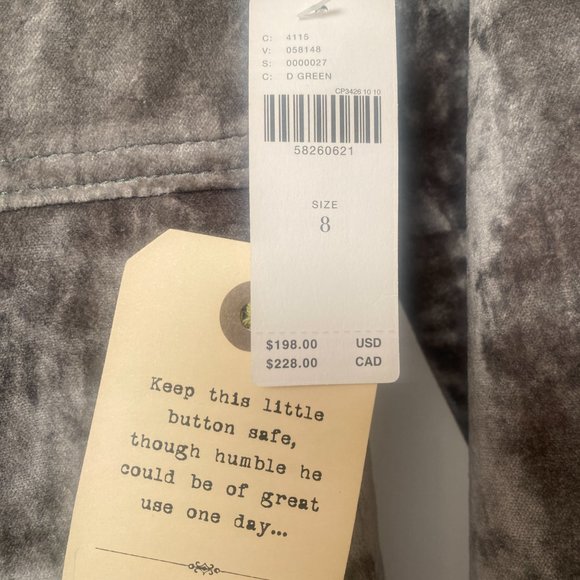 C: 4115
V: 058148
S: 0000027
C: D GREEN
CP3426 10 10
58260621
SIZE
8
$198.00 USD
$228.00 CAD
Keep this little
button safe,
though humble he
could be of great
use one day...